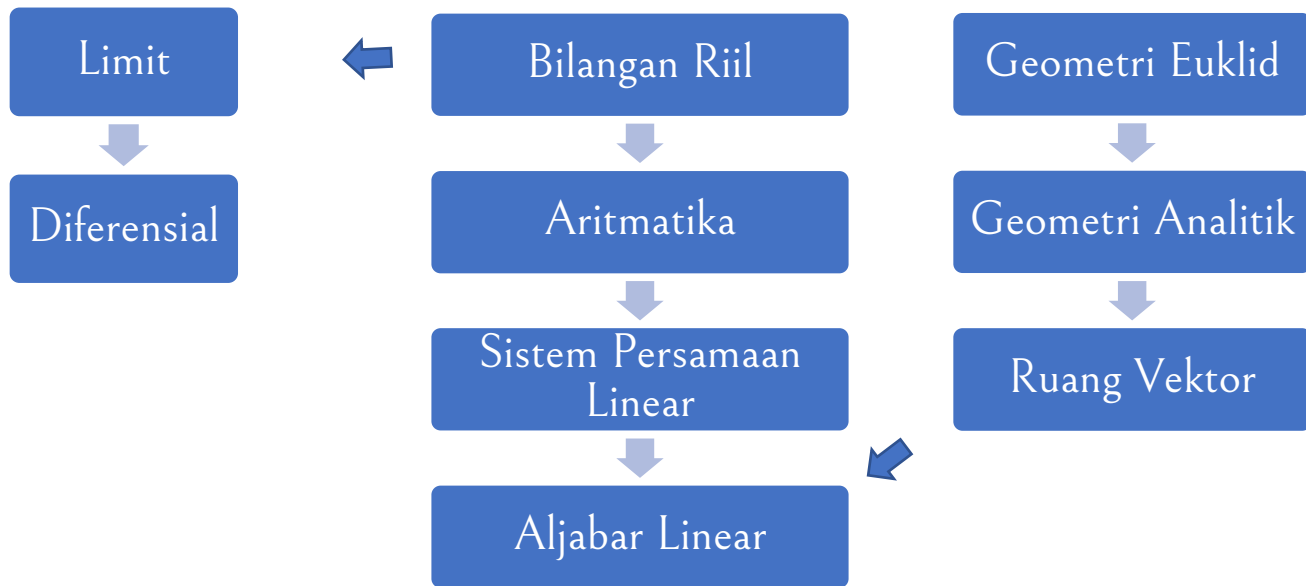 Limit
Diferensial
Bilangan Riil
Aritmatika
Sistem Persamaan
Linear
Aljabar Linear
Geometri Euklid
Geometri Analitik
Ruang Vektor